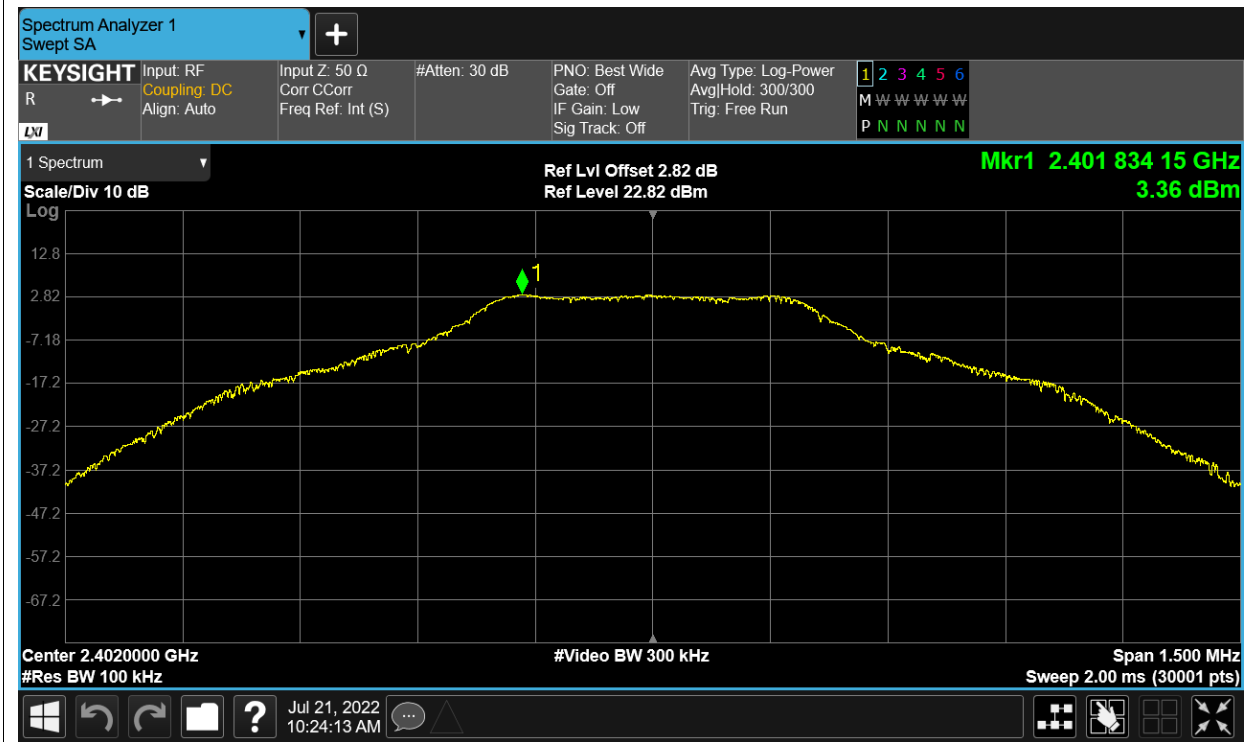 Spectrum Analyzer 1
Swept SA
+
KEYSIGHT
R
LXI
Input: RF
Coupling: DC
Align: Auto
Input Z: 50 Ω
Corr CCorr
Freq Ref: Int (S)
#Atten: 30 dB
PNO: Best Wide
Gate: Off
IF Gain: Low
Sig Track: Off
Avg Type: Log-Power
Avg|Hold: 300/300
Trig: Free Run
1 2 3 4 5 6
M W W W W W W
P N N N N N N
1 Spectrum
Scale/Div 10 dB
Log
Ref Lvl Offset 2.82 dB
Ref Level 22.82 dBm
Mkr1 2.401 834 15 GHz
3.36 dBm
1
12.8
2.82
-7.18
-17.2
-27.2
-37.2
-47.2
-57.2
-67.2
Center 2.4020000 GHz
#Res BW 100 kHz
#Video BW 300 kHz
Span 1.500 MHz
Sweep 2.00 ms (30001 pts)
?
Jul 21, 2022
10:24:13 AM